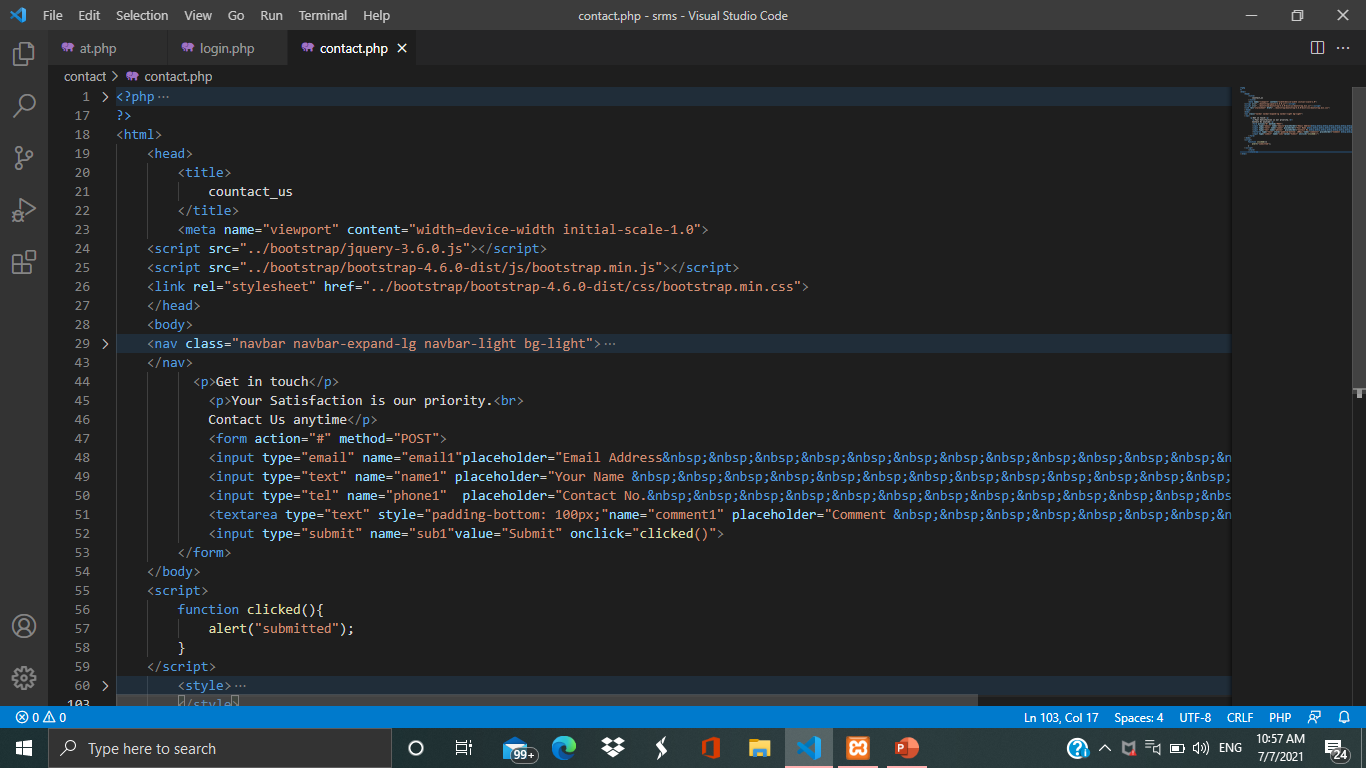 File Edit Selection View Go Run Terminal Help contact.php - srms - Visual Studio Code
at.php login.php contact.php
contact > contact.php
1 <?php ...
17 ?>
18 <html>
19 <head>
20 <title>
21 countact_us
22 </title>
23 <meta name="viewport" content="width=device-width initial-scale-1.0">
24 <script src="../bootstrap/jquery-3.6.0.js"></script>
25 <script src="../bootstrap/bootstrap-4.6.0-dist/js/bootstrap.min.js"></script>
26 <link rel="stylesheet" href="../bootstrap/bootstrap-4.6.0-dist/css/bootstrap.min.css">
27 </head>
28 <body>
29 <nav class="navbar navbar-expand-lg navbar-light bg-light"> ...
43 </nav>
44 <p>Get in touch</p>
45 <p>Your Satisfaction is our priority.<br>
46 Contact Us anytime</p>
47 <form action="#" method="POST">
48 <input type="email" name="email1"placeholder="Email Address&nbsp;&nbsp;&nbsp;&nbsp;&nbsp;&nbsp;&nbsp;&nbsp;&nbsp;&nbsp;&nbsp;&nbsp;&n
49 <input type="text" name="name1" placeholder="Your Name &nbsp;&nbsp;&nbsp;&nbsp;&nbsp;&nbsp;&nbsp;&nbsp;&nbsp;&nbsp;&nbsp;&nbsp;&nbsp;
50 <input type="tel" name="phone1" placeholder="Contact No.&nbsp;&nbsp;&nbsp;&nbsp;&nbsp;&nbsp;&nbsp;&nbsp;&nbsp;&nbsp;&nbsp;&nbsp;&nbs
51 <textarea type="text" style="padding-bottom: 100px;"name="comment1" placeholder="Comment &nbsp;&nbsp;&nbsp;&nbsp;&nbsp;&nbsp;&nbsp;&n
52 <input type="submit" name="sub1"value="Submit" onclick="clicked()">
53 </form>
54 </body>
55 <script>
56 function clicked(){
57 alert("submitted");
58 }
59 </script>
60 <style> ...
103 </style>
0 0 Ln 103, Col 17 Spaces: 4 UTF-8 CRLF PHP
Type here to search 99+ ENG 10:57 AM
7/7/2021 24